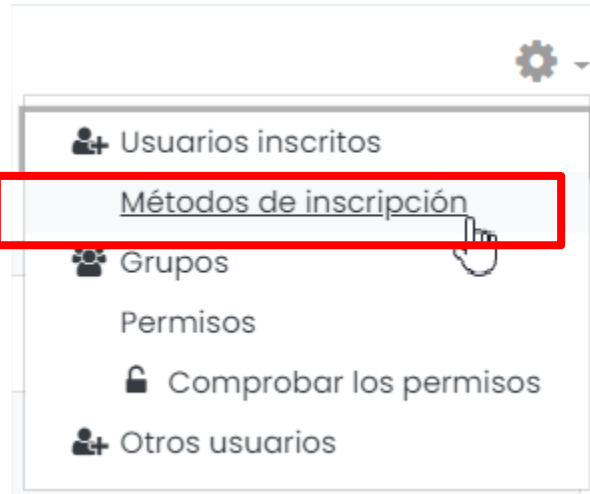 Usuarios inscritos
Métodos de inscripción
Grupos
Permisos
Comprobar los permisos
Otros usuarios